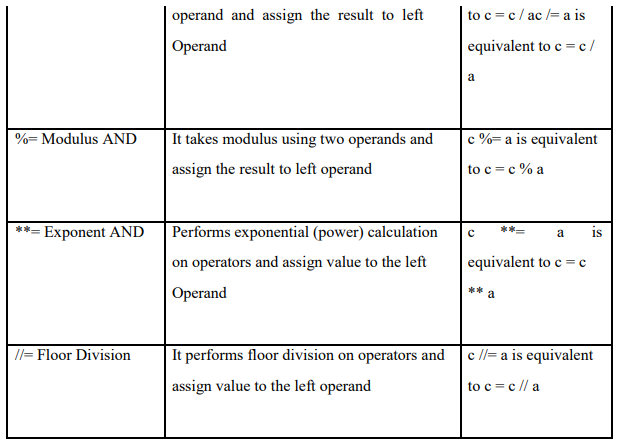 operand and assign the result to left
Operand
to c = c / ac /= a is
equivalent to c = c /
a
%= Modulus AND
It takes modulus using two operands and
assign the result to left operand
c %= a is equivalent
to c = c % a
**= Exponent AND
Performs exponential (power) calculation
on operators and assign value to the left
Operand
c **= a is
equivalent to c = c
** a
//= Floor Division
It performs floor division on operators and
assign value to the left operand
c //= a is equivalent
to c = c // a